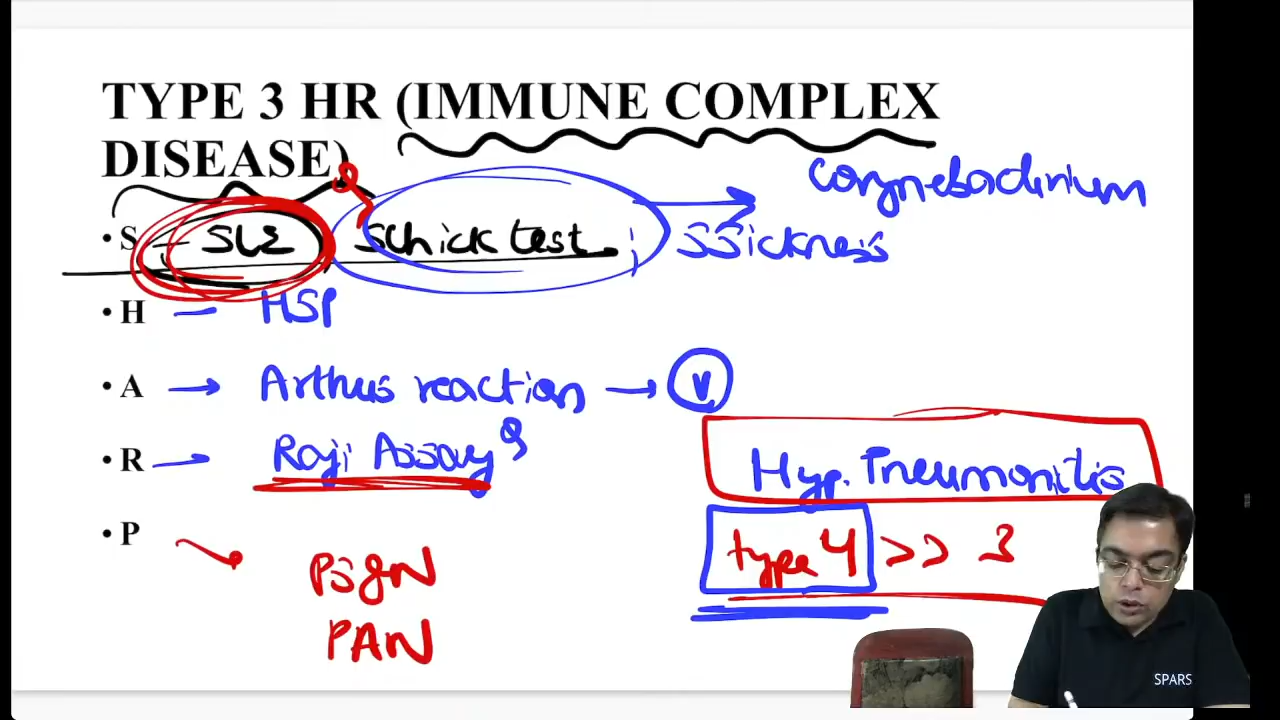 TYPE 3 HR (IMMUNE COMPLEX
DISEASE)
Corynebacterium
• S – SLE Schick test ; SSickness
• H – HSP
• A → Arthus reaction → V
• R → Raji Assay
Hyp. Pneumonitis
• P
type 4 >> 3
PSGN
PAN
SPARS